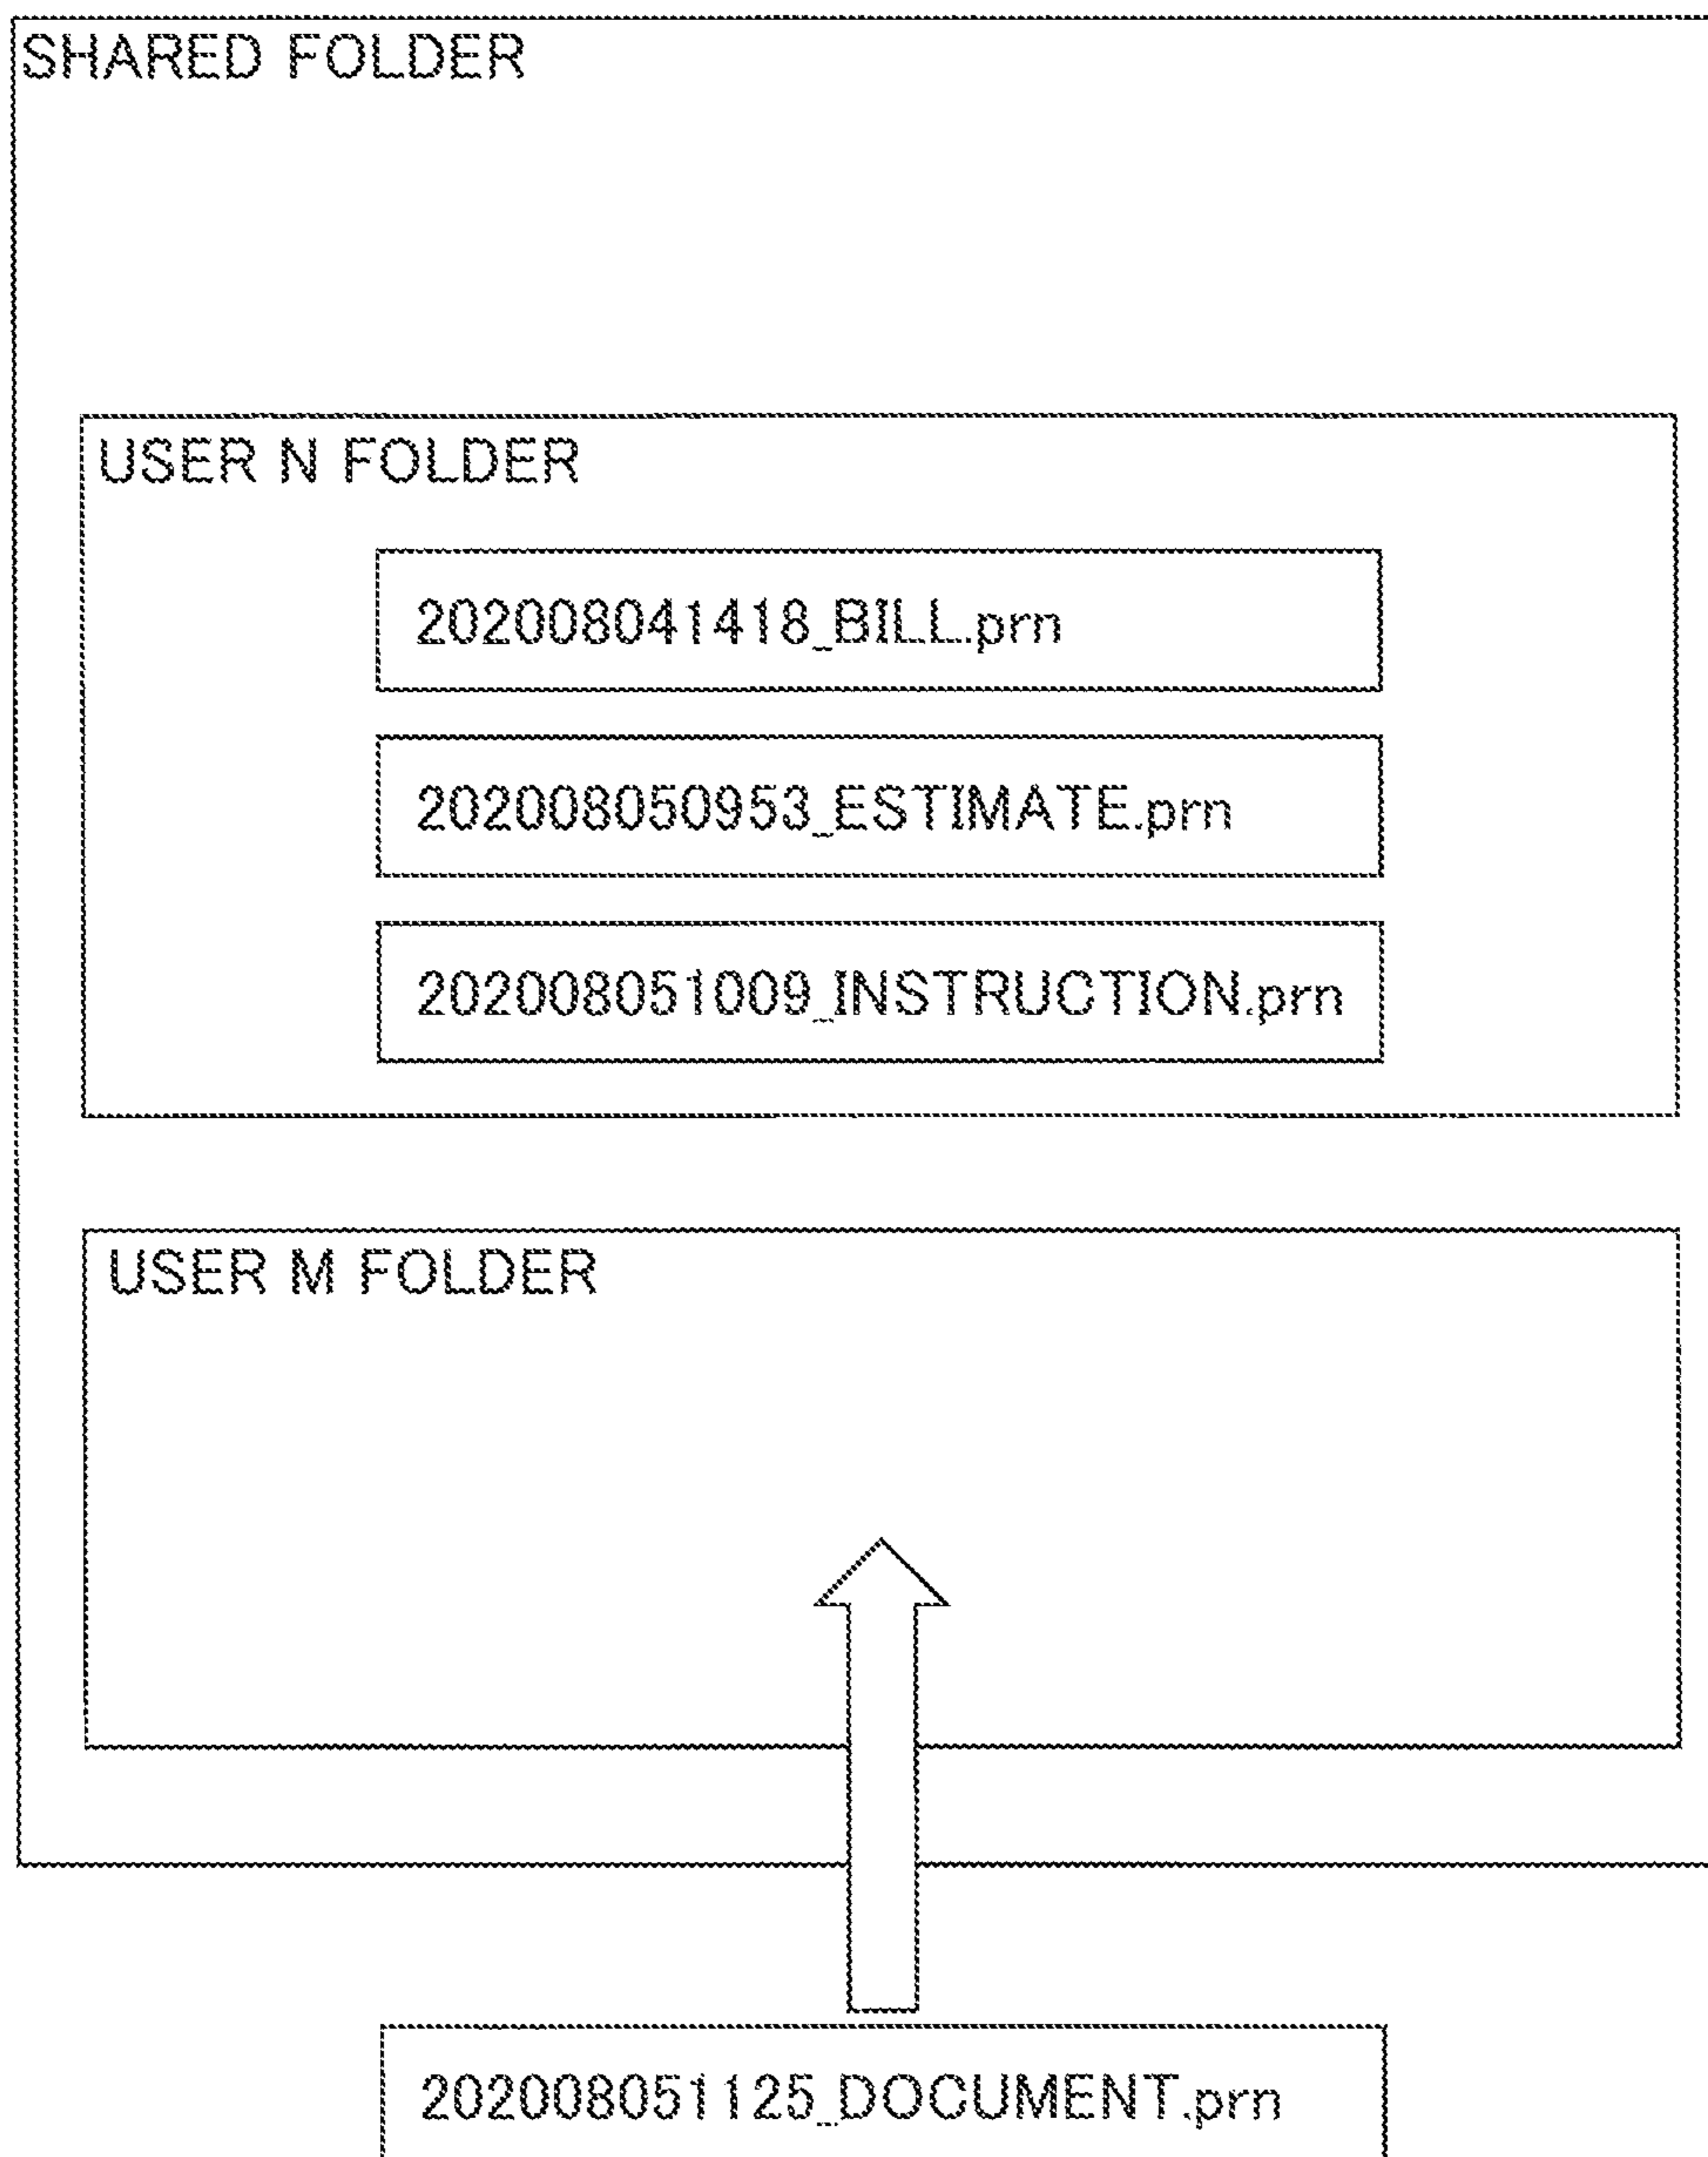 SHARED FOLDER
USER N FOLDER
202008041418_BILL.prn
202008050953_ESTIMATE.prn
202008051009_INSTRUCTION.prn
USER M FOLDER
202008051125_DOCUMENT.prn